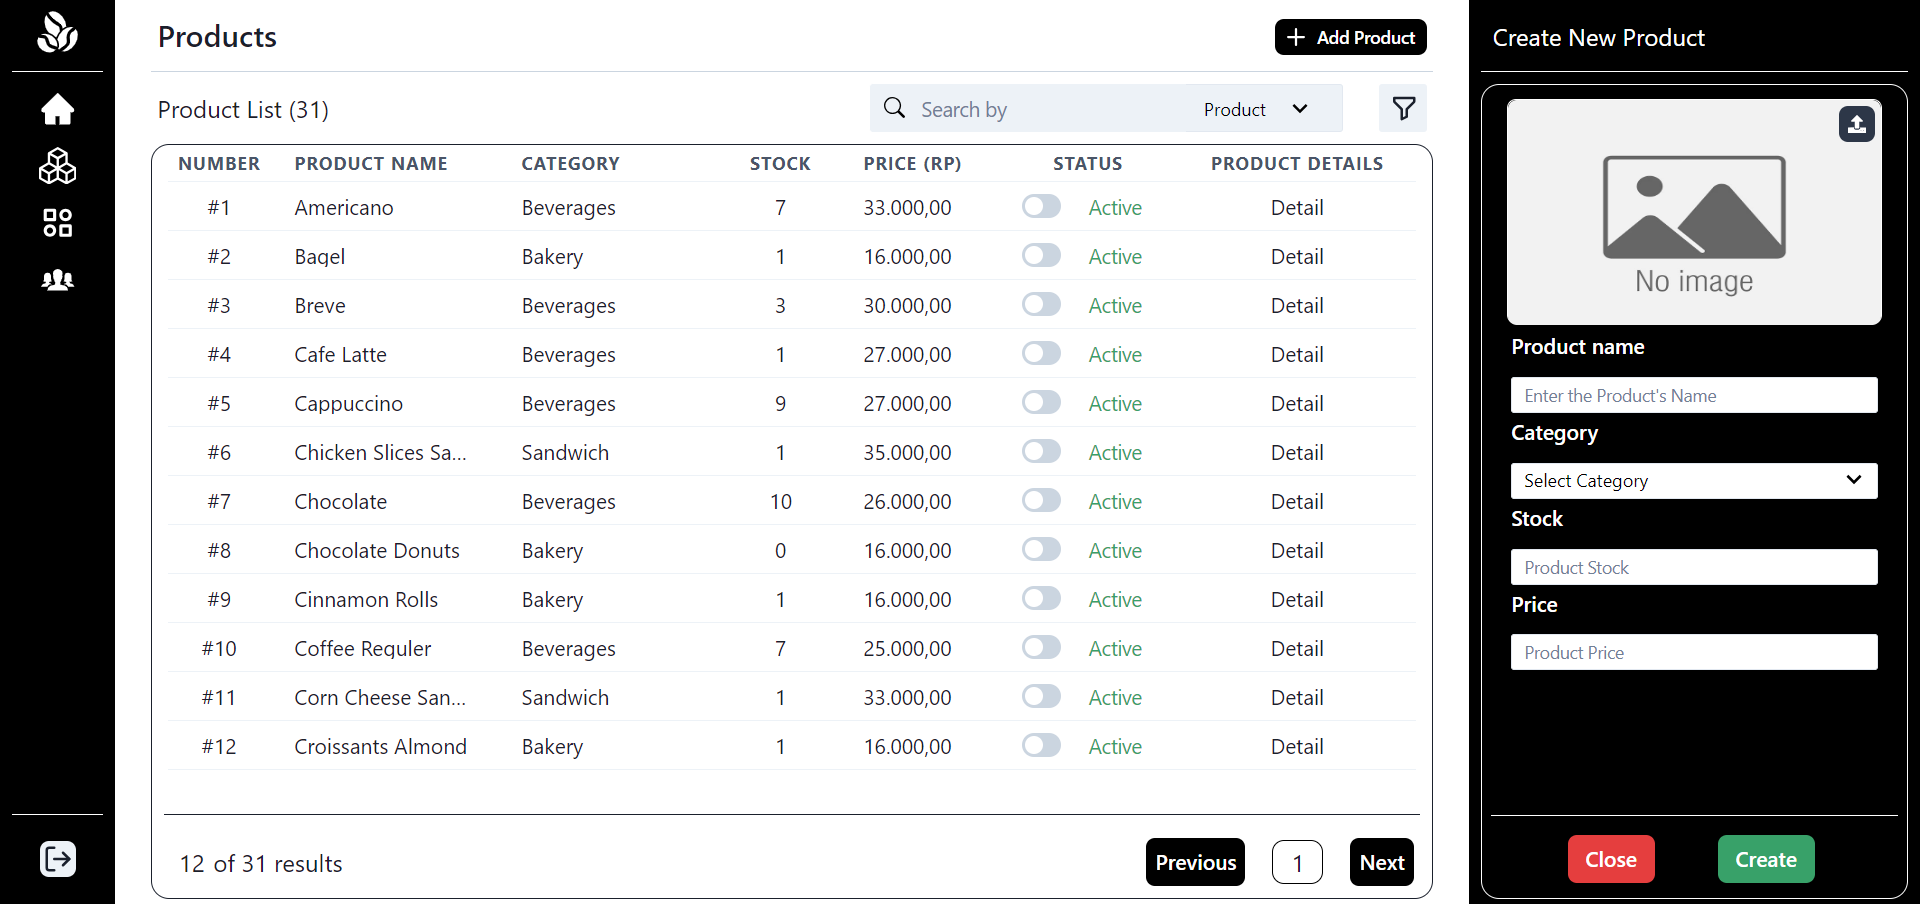 Products
Add Product
Product List (31)
Search by
Product
NUMBER PRODUCT NAME CATEGORY STOCK PRICE (RP) STATUS PRODUCT DETAILS
#1 Americano Beverages 7 33.000,00 Active Detail
#2 Bagel Bakery 1 16.000,00 Active Detail
#3 Breve Beverages 3 30.000,00 Active Detail
#4 Cafe Latte Beverages 1 27.000,00 Active Detail
#5 Cappuccino Beverages 9 27.000,00 Active Detail
#6 Chicken Slices Sa... Sandwich 1 35.000,00 Active Detail
#7 Chocolate Beverages 10 26.000,00 Active Detail
#8 Chocolate Donuts Bakery 0 16.000,00 Active Detail
#9 Cinnamon Rolls Bakery 1 16.000,00 Active Detail
#10 Coffee Reguler Beverages 7 25.000,00 Active Detail
#11 Corn Cheese San... Sandwich 1 33.000,00 Active Detail
#12 Croissants Almond Bakery 1 16.000,00 Active Detail
12 of 31 results
Previous 1 Next
Create New Product
No image
Product name
Enter the Product's Name
Category
Select Category
Stock
Product Stock
Price
Product Price
Close Create